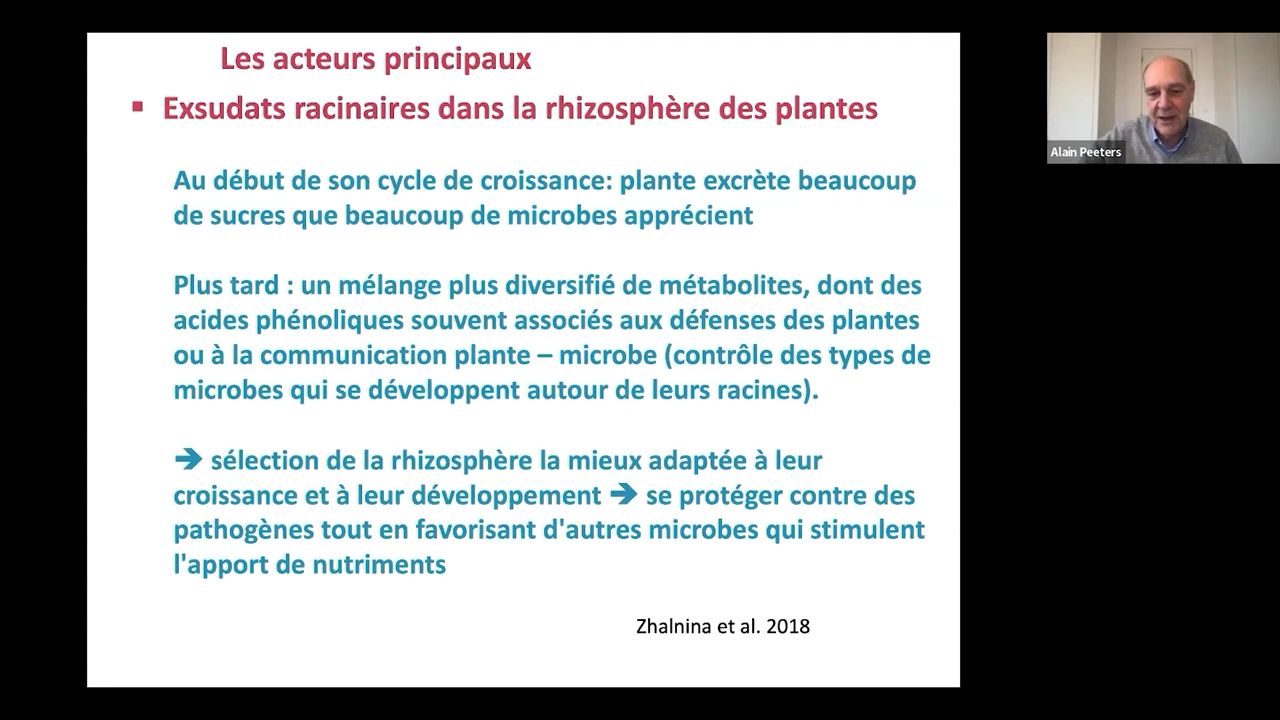 Les acteurs principaux
▪ Exsudats racinaires dans la rhizosphère des plantes
Au début de son cycle de croissance: plante excrète beaucoup
de sucres que beaucoup de microbes apprécient
Plus tard : un mélange plus diversifié de métabolites, dont des
acides phénoliques souvent associés aux défenses des plantes
ou à la communication plante – microbe (contrôle des types de
microbes qui se développent autour de leurs racines).
➔ sélection de la rhizosphère la mieux adaptée à leur
croissance et à leur développement ➔ se protéger contre des
pathogènes tout en favorisant d'autres microbes qui stimulent
l'apport de nutriments
Zhalnina et al. 2018
Alain Peeters